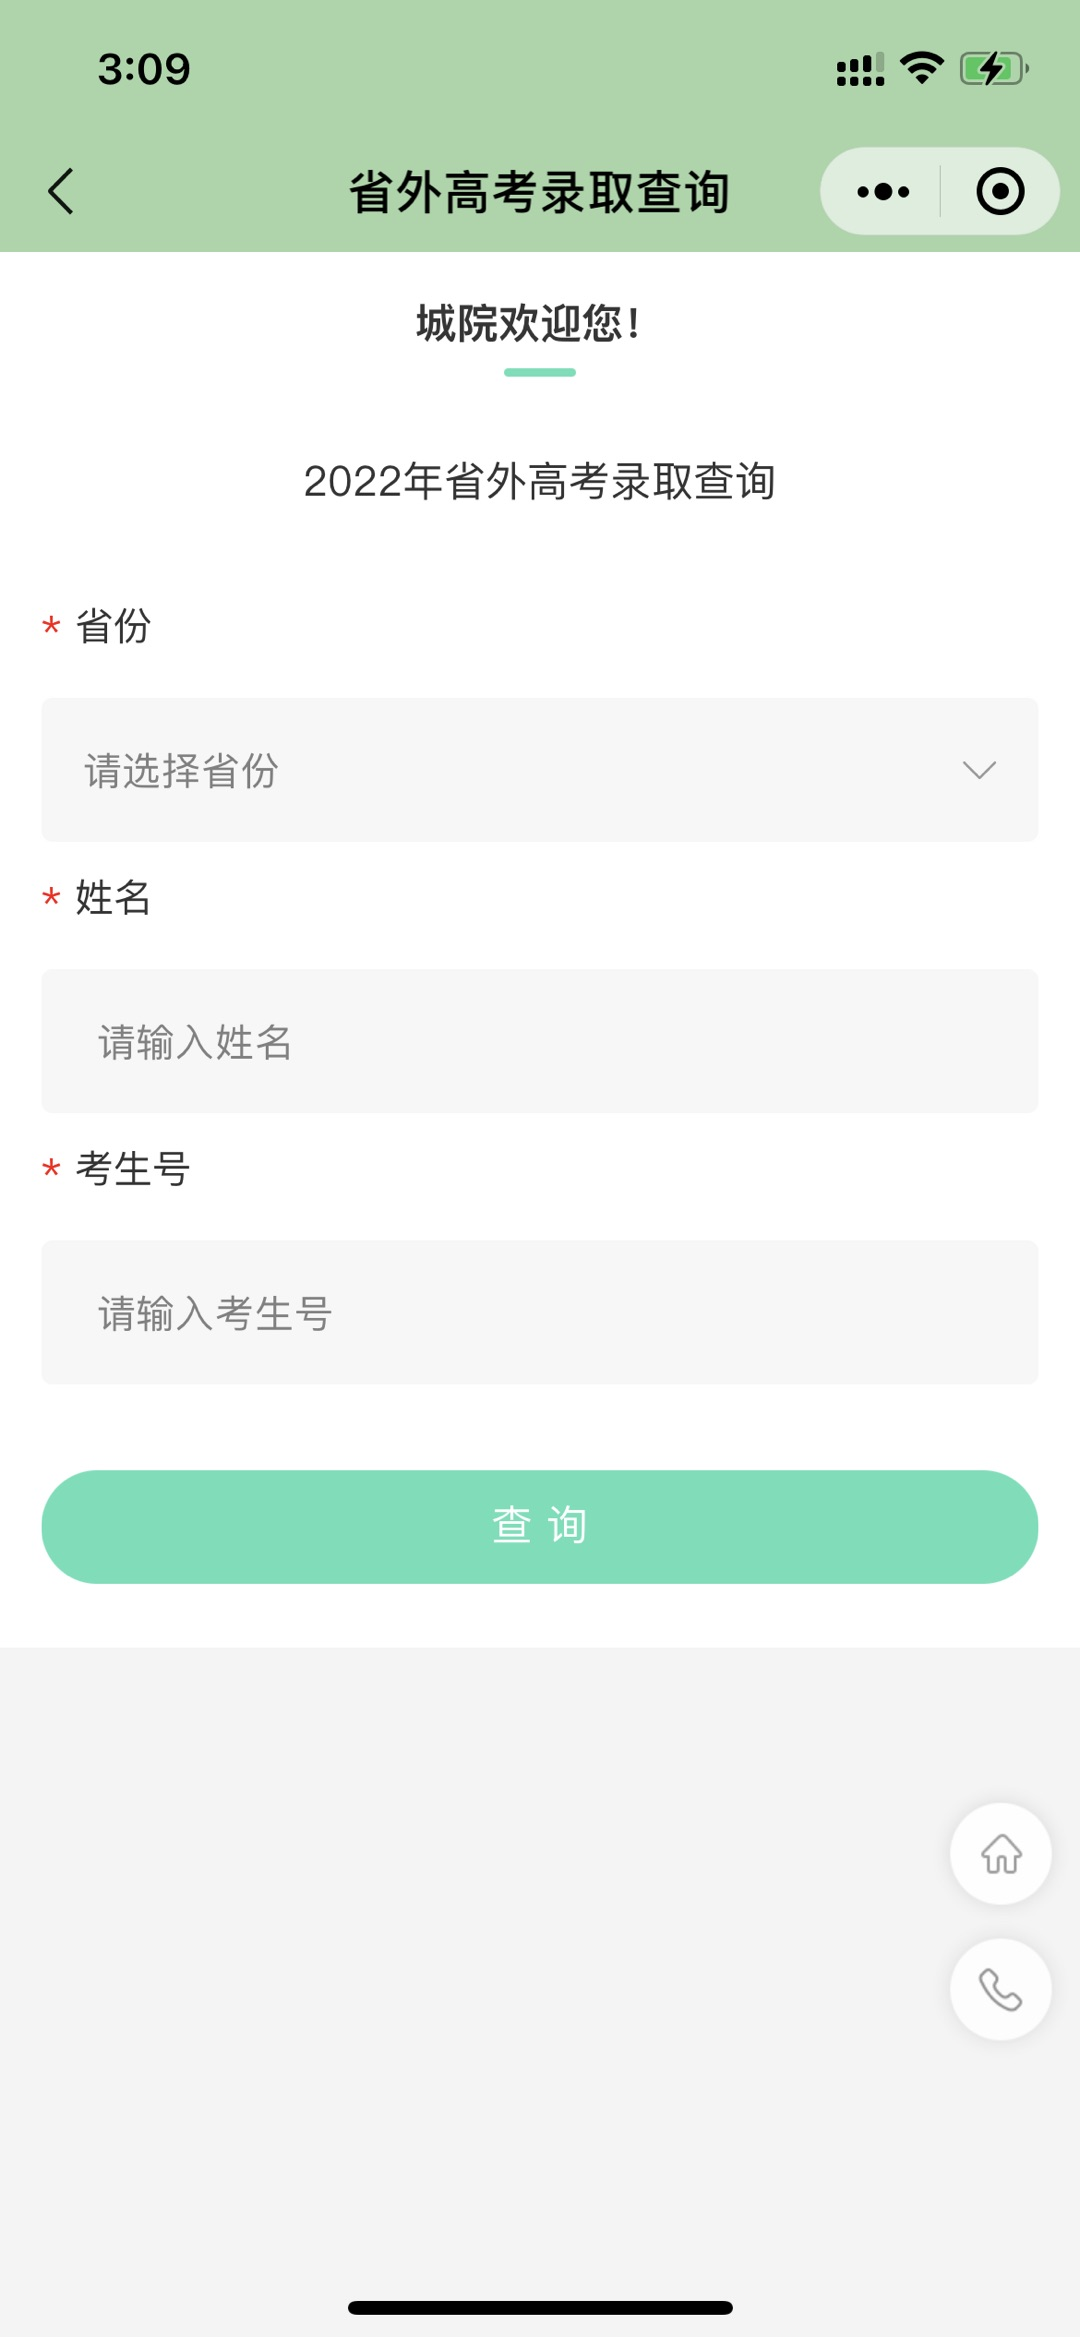 3:09
省外高考录取查询
城院欢迎您!
2022年省外高考录取查询
* 省份
请选择省份
* 姓名
请输入姓名
* 考生号
请输入考生号
查 询